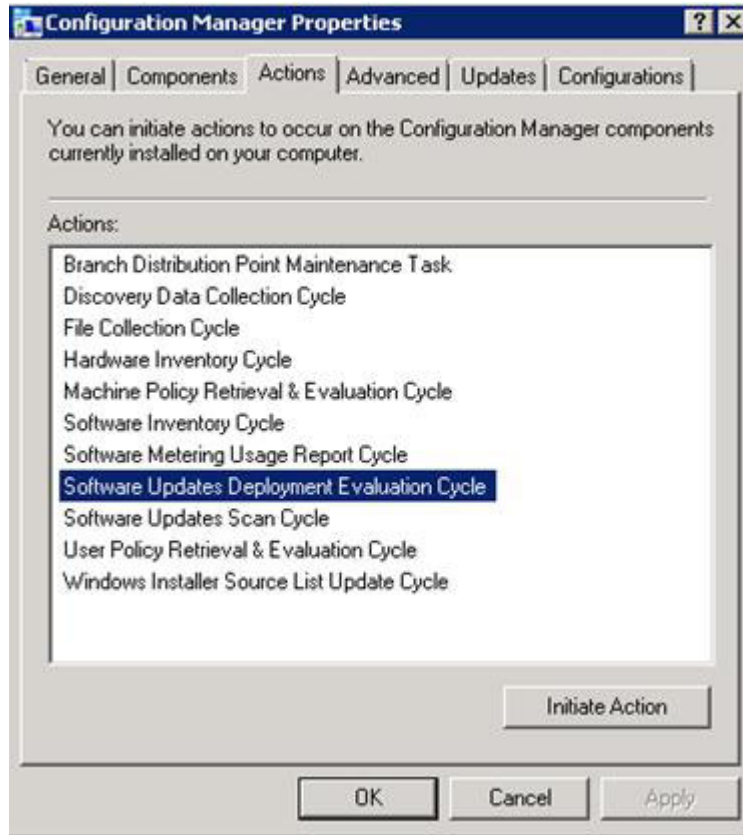 Configuration Manager Properties
General Components Actions Advanced Updates Configurations
You can initiate actions to occur on the Configuration Manager components
currently installed on your computer.
Actions:
Branch Distribution Point Maintenance Task
Discovery Data Collection Cycle
File Collection Cycle
Hardware Inventory Cycle
Machine Policy Retrieval & Evaluation Cycle
Software Inventory Cycle
Software Metering Usage Report Cycle
Software Updates Deployment Evaluation Cycle
Software Updates Scan Cycle
User Policy Retrieval & Evaluation Cycle
Windows Installer Source List Update Cycle
Initiate Action
OK Cancel Apply